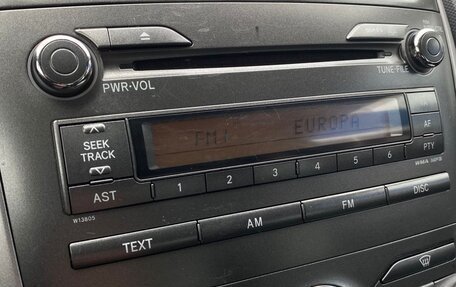 PWR·VOL
TUNE·FILE
FM1 EUROPA
SEEK
TRACK
AF
1 2 3 4 5 6
PTY
WMA MP3
AST
W13805
AM FM DISC
TEXT